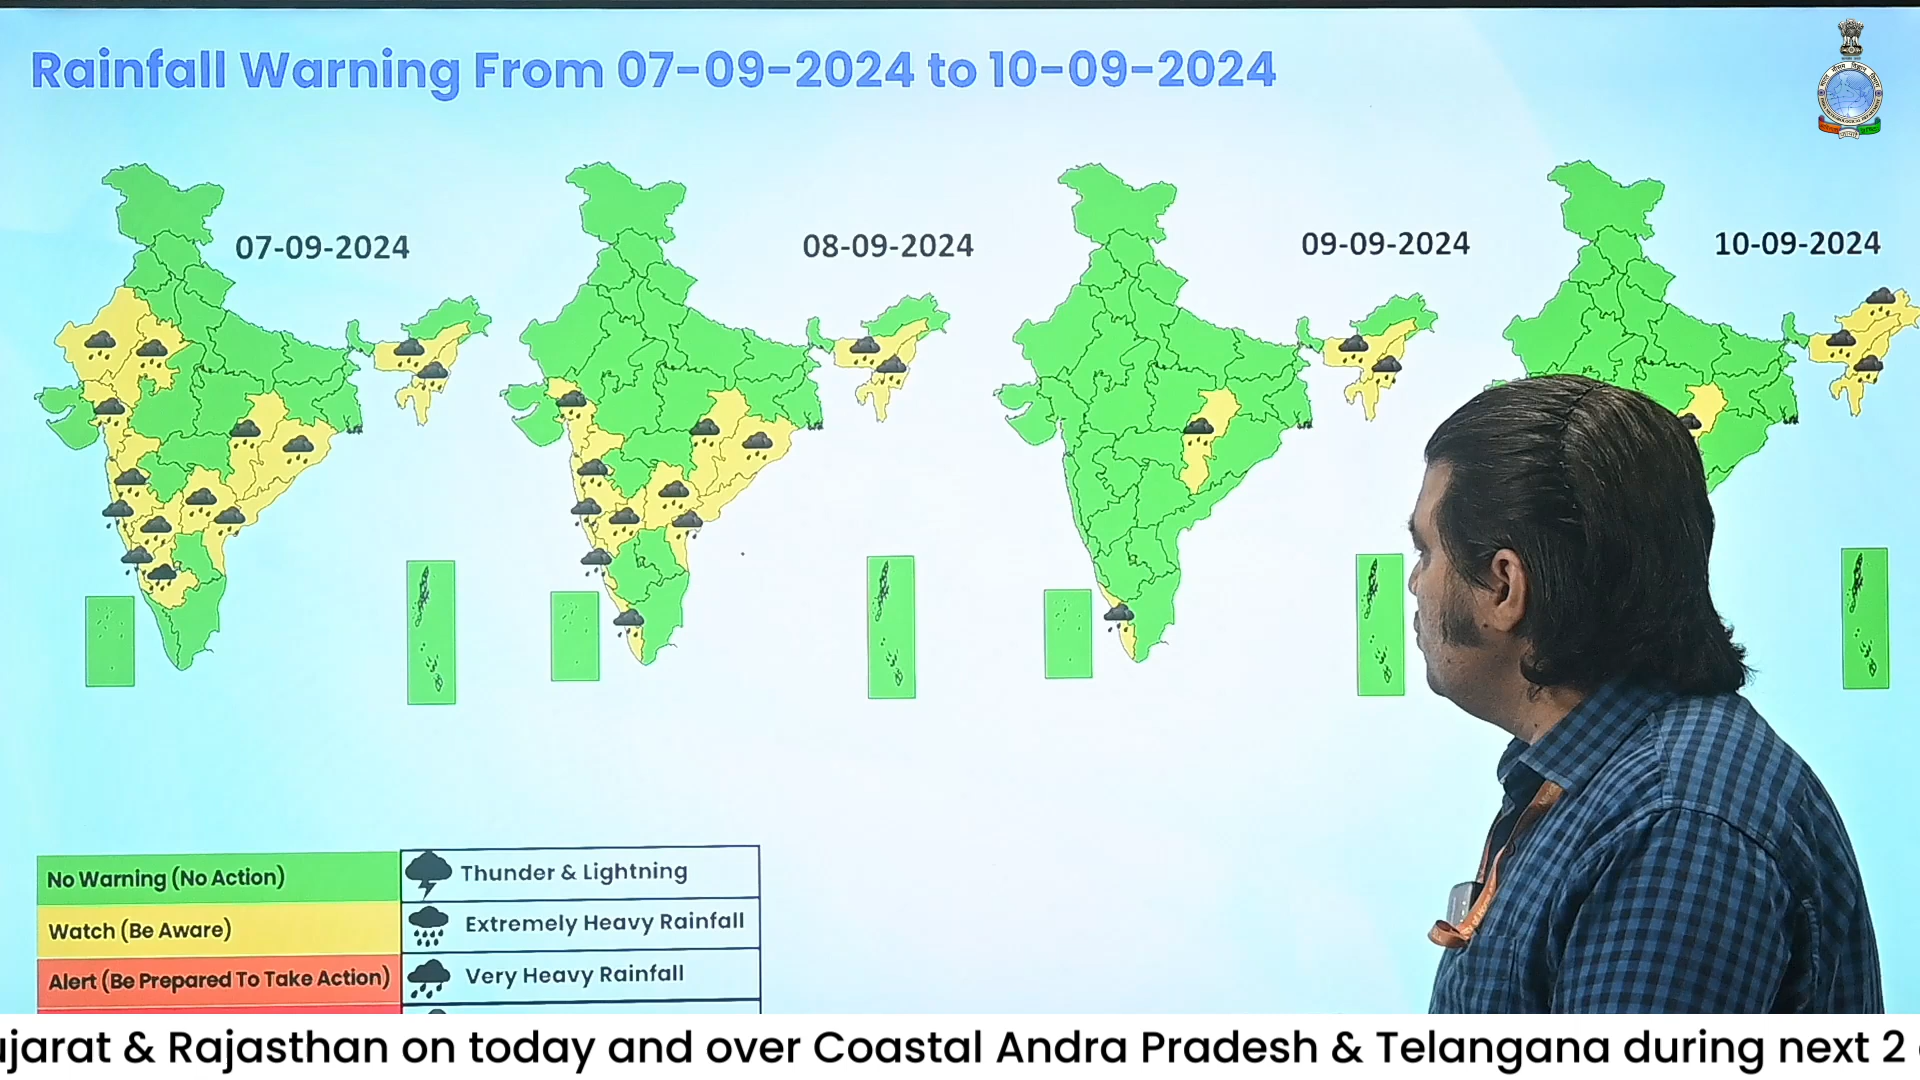 Rainfall Warning From 07-09-2024 to 10-09-2024
07-09-2024
08-09-2024
09-09-2024
10-09-2024
No Warning (No Action)
Thunder & Lightning
Watch (Be Aware)
Extremely Heavy Rainfall
Alert (Be Prepared To Take Action)
Very Heavy Rainfall
ujarat & Rajasthan on today and over Coastal Andra Pradesh & Telangana during next 2